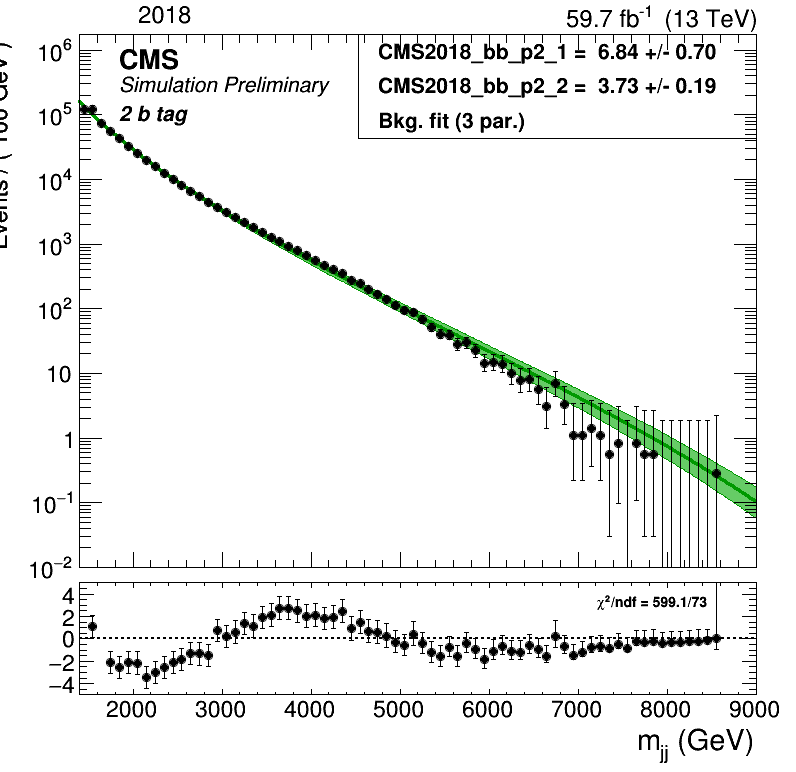 2018
59.7 fb⁻¹ (13 TeV)
CMS
Simulation Preliminary
2 b tag
CMS2018_bb_p2_1 = 6.84 +/- 0.70
CMS2018_bb_p2_2 = 3.73 +/- 0.19
Bkg. fit (3 par.)
Events / ( 100 GeV )
10⁶
10⁵
10⁴
10³
10²
10
1
10⁻¹
10⁻²
χ²/ndf = 599.1/73
4
2
0
−2
−4
2000 3000 4000 5000 6000 7000 8000 9000
m_jj (GeV)